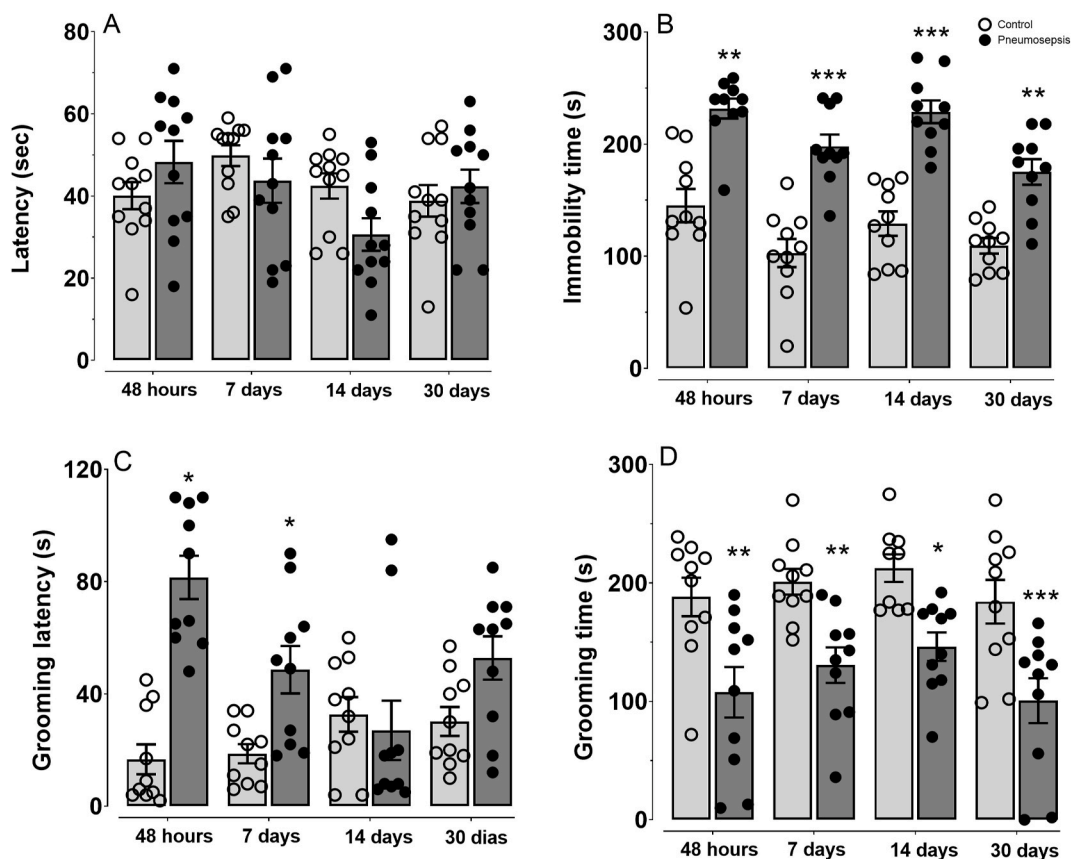 A
Latency (sec)
80
60
40
20
0
48 hours 7 days 14 days 30 days
B
Control
Pneumosepsis
Immobility time (s)
300
200
100
0
** *** *** **
48 hours 7 days 14 days 30 days
C
Grooming latency (s)
120
80
40
0
* *
48 hours 7 days 14 days 30 dias
D
Grooming time (s)
300
200
100
0
** ** * ***
48 hours 7 days 14 days 30 days